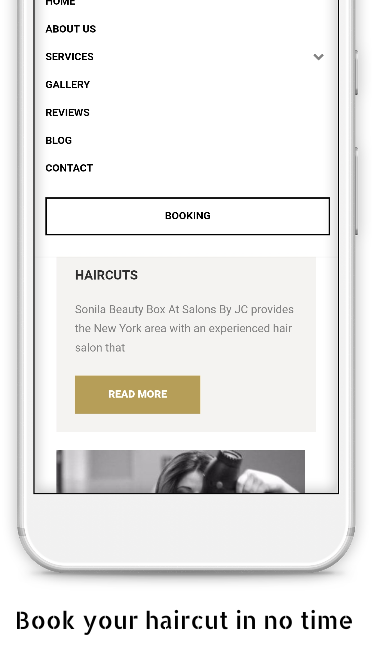 HOME
ABOUT US
SERVICES
GALLERY
REVIEWS
BLOG
CONTACT
BOOKING
HAIRCUTS
Sonila Beauty Box At Salons By JC provides
the New York area with an experienced hair
salon that
READ MORE
Book your haircut in no time